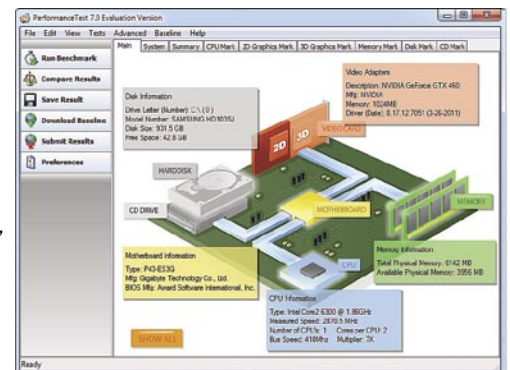 PerformanceTest 7.0 Evaluation Version
File Edit View Tests Advanced Baseline Help
Run Benchmark
Compare Results
Save Result
Download Baseline
Submit Results
Preferences
Main System Summary CPU Mark 2D Graphics Mark 3D Graphics Mark Memory Mark Disk Mark CD Mark
Video Adapters
Description: NVIDIA GeForce GTX 460
Mfg: NVIDIA
Memory: 1024MB
Driver (Date): 8.17.12.7051 (3-26-2011)
Disk Information
Drive Letter (Number): C:\ (0)
Model Number: SAMSUNG HD103SJ
Disk Size: 931.5 GB
Free Space: 42.8 GB
2D
3D
VIDEO CARD
HARDDISK
CD DRIVE
MOTHERBOARD
MEMORY
CPU
Motherboard information
Type: P43-ES3G
Mfg: Gigabyte Technology Co., Ltd.
BIOS Mfg: Award Software International, Inc.
Memory Information
Total Physical Memory: 6142 MB
Available Physical Memory: 3956 MB
CPU Information
Type: Intel Core2 6300 @ 1.86GHz
Measured Speed: 2870.5 MHz
Number of CPU's: 1 Cores per CPU: 2
Bus Speed: 410Mhz Multiplier: 7X
SHOW ALL
Ready